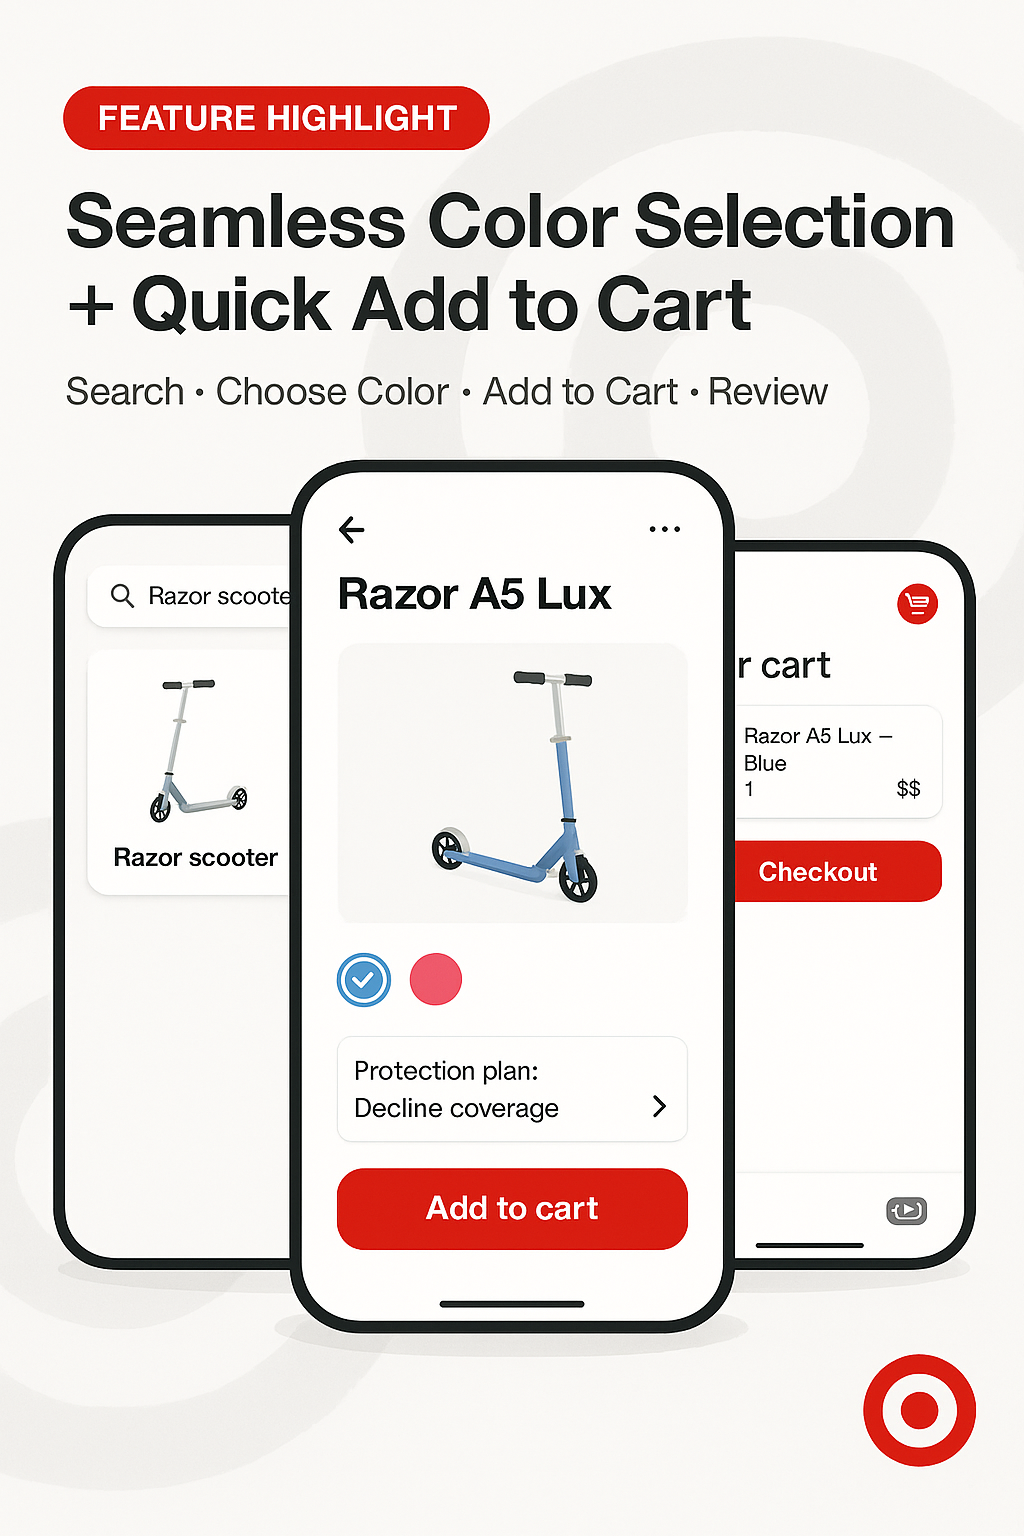 FEATURE HIGHLIGHT
Seamless Color Selection
+ Quick Add to Cart
Search • Choose Color • Add to Cart • Review
Razor scoote
Razor scooter
Razor A5 Lux
Protection plan:
Decline coverage
Add to cart
r cart
Razor A5 Lux –
Blue
1 $$
Checkout